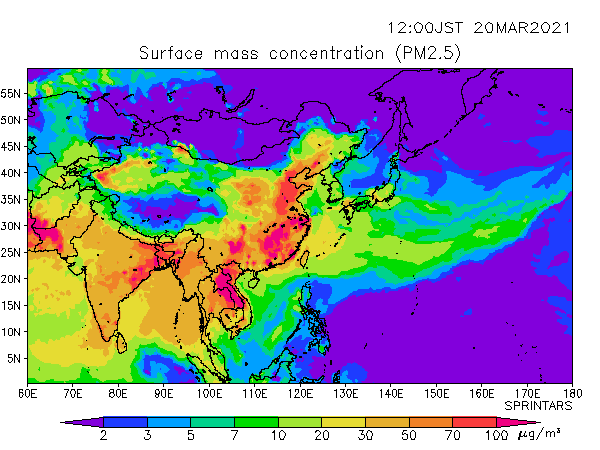 12:00JST 20MAR2021
Surface mass concentration (PM2.5)
55N
50N
45N
40N
35N
30N
25N
20N
15N
10N
5N
60E 70E 80E 90E 100E 110E 120E 130E 140E 150E 160E 170E 180
SPRINTARS
2 3 5 7 10 20 30 50 70 100 μg/m³